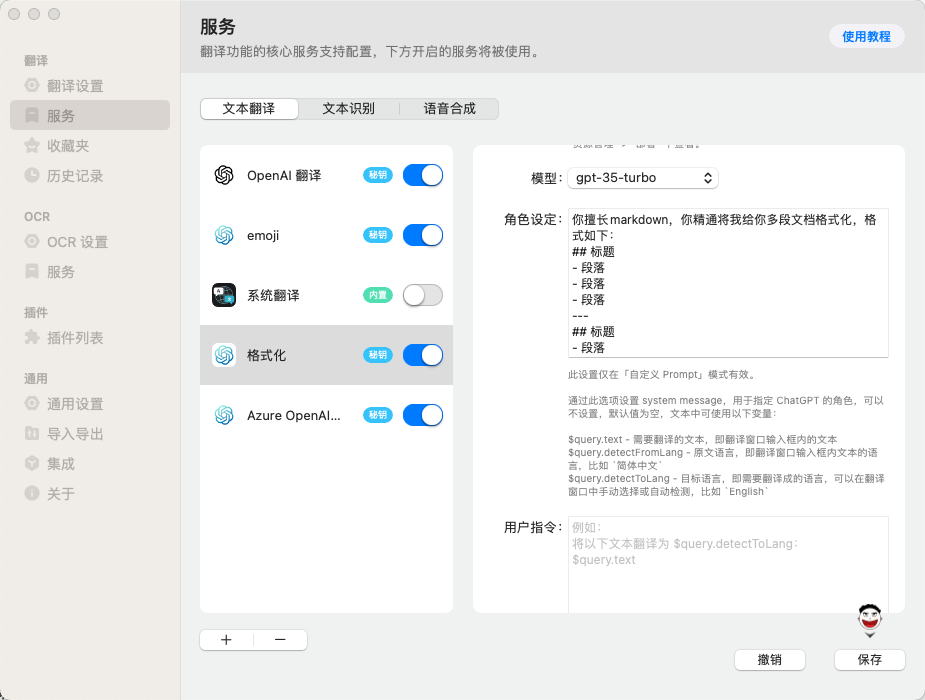 服务
翻译功能的核心服务支持配置，下方开启的服务将被使用。
使用教程
翻译
翻译设置
服务
收藏夹
历史记录
OCR
OCR 设置
服务
插件
插件列表
通用
通用设置
导入导出
集成
关于
文本翻译
文本识别
语音合成
OpenAI 翻译
秘钥
emoji
秘钥
系统翻译
内置
格式化
秘钥
Azure OpenAI...
秘钥
模型：
gpt-35-turbo
角色设定：
你擅长markdown，你精通将我给你多段文档格式化，格
式如下：
## 标题
- 段落
- 段落
- 段落
---
## 标题
- 段落
此设置仅在「自定义 Prompt」模式有效。
通过此选项设置 system message，用于指定 ChatGPT 的角色，可以
不设置，默认值为空，文本中可使用以下变量：
$query.text - 需要翻译的文本，即翻译窗口输入框内的文本
$query.detectFromLang - 原文语言，即翻译窗口输入框内文本的语
言，比如 `简体中文`
$query.detectToLang - 目标语言，即需要翻译成的语言，可以在翻译
窗口中手动选择或自动检测，比如 `English`
用户指令：
例如：
将以下文本翻译为 $query.detectToLang：
$query.text
撤销
保存